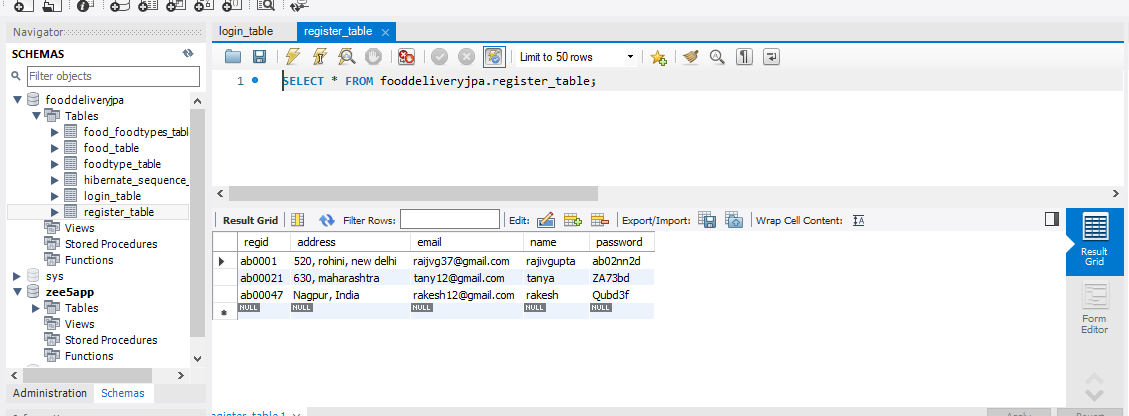 Navigator
login_table register_table
SCHEMAS
Limit to 50 rows
Filter objects
1 SELECT * FROM fooddeliveryjpa.register_table;
fooddeliveryjpa
Tables
food_foodtypes_tabl
food_table
foodtype_table
hibernate_sequence_
login_table
register_table
Views
Stored Procedures
Functions
sys
zee5app
Tables
Views
Stored Procedures
Functions
Administration Schemas
Result Grid Filter Rows: Edit: Export/Import: Wrap Cell Content:
regid address email name password
ab0001 520, rohini, new delhi raijvg37@gmail.com rajivgupta ab02nn2d
ab00021 630, maharashtra tany12@gmail.com tanya ZA73bd
ab00047 Nagpur, India rakesh12@gmail.com rakesh Qubd3f
NULL NULL NULL NULL NULL
Result
Grid
Form
Editor
register_table 1
Apply Revert